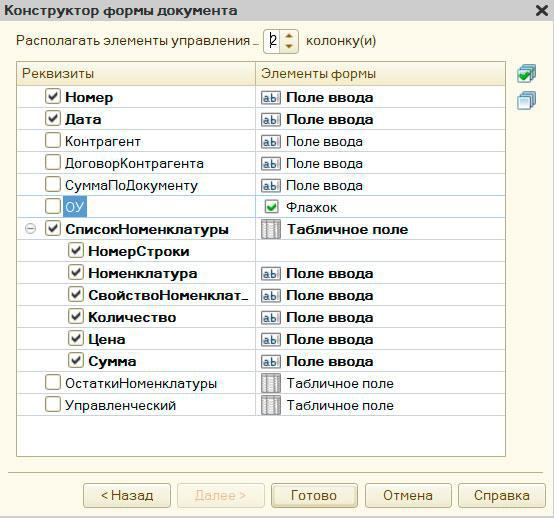 Конструктор формы документа
Располагать элементы управления _ 2 колонку(и)
Реквизиты Элементы формы
Номер Поле ввода
Дата Поле ввода
Контрагент Поле ввода
ДоговорКонтрагента Поле ввода
СуммаПоДокументу Поле ввода
ОУ Флажок
СписокНоменклатуры Табличное поле
НомерСтроки
Номенклатура Поле ввода
СвойствоНоменклат_ Поле ввода
Количество Поле ввода
Цена Поле ввода
Сумма Поле ввода
ОстаткиНоменклатуры Табличное поле
Управленческий Табличное поле
< Назад Далее > Готово Отмена Справка